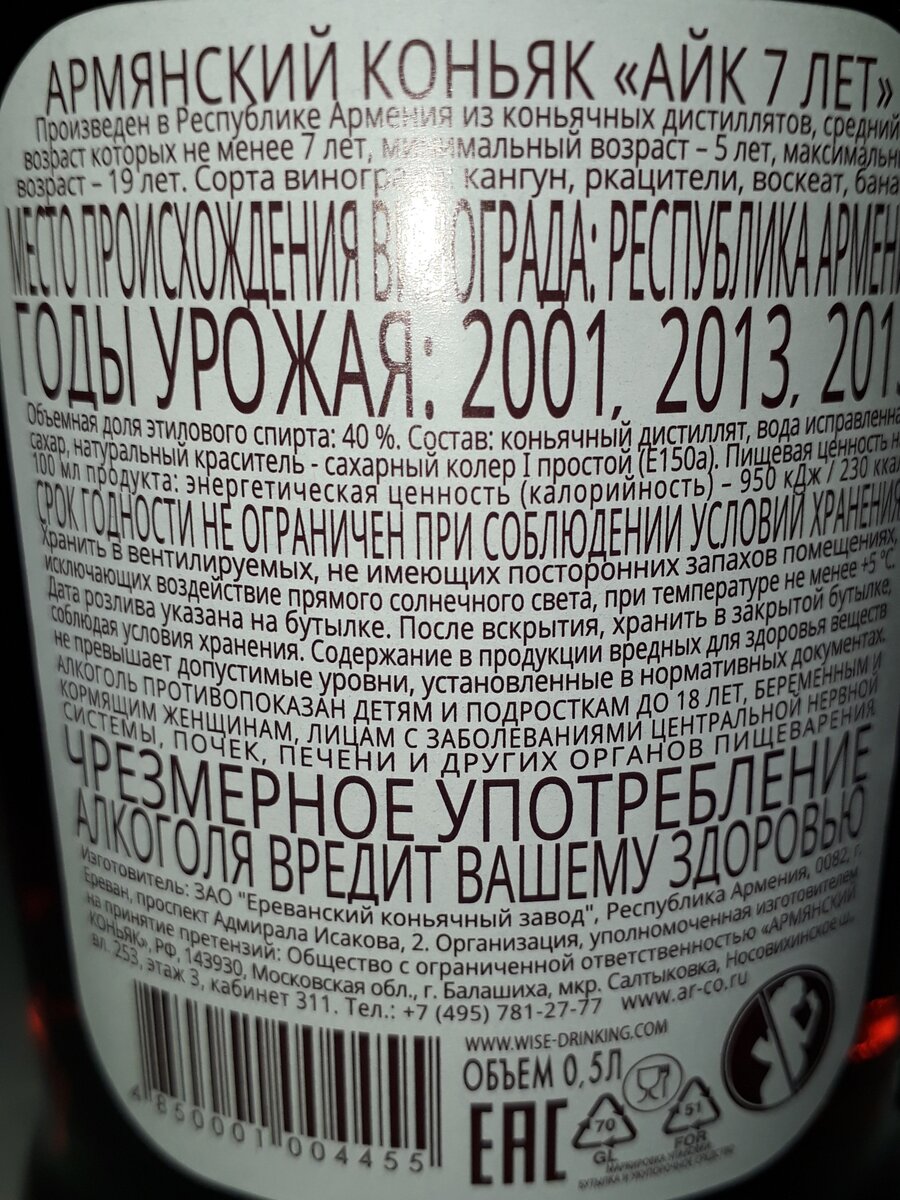 АРМЯНСКИЙ КОНЬЯК «АЙК 7 ЛЕТ»
Произведен в Республике Армения из коньячных дистиллятов, средний
возраст которых не менее 7 лет, минимальный возраст – 5 лет, максимальн
возраст – 19 лет. Сорта винограда: кангун, ркацители, воскеат, бана
МЕСТО ПРОИСХОЖДЕНИЯ ВИНОГРАДА: РЕСПУБЛИКА АРМЕН
ГОДЫ УРОЖАЯ: 2001, 2013, 201
Объемная доля этилового спирта: 40 %. Состав: коньячный дистиллят, вода исправленна
сахар, натуральный краситель - сахарный колер I простой (Е150а). Пищевая ценность н
100 мл продукта: энергетическая ценность (калорийность) – 950 кДж / 230 ккал
СРОК ГОДНОСТИ НЕ ОГРАНИЧЕН ПРИ СОБЛЮДЕНИИ УСЛОВИЙ ХРАНЕНИЯ
Хранить в вентилируемых, не имеющих посторонних запахов помещениях,
исключающих воздействие прямого солнечного света, при температуре не менее +5 °С.
Дата розлива указана на бутылке. После вскрытия, хранить в закрытой бутылке,
соблюдая условия хранения. Содержание в продукции вредных для здоровья веществ
не превышает допустимые уровни, установленные в нормативных документах.
АЛКОГОЛЬ ПРОТИВОПОКАЗАН ДЕТЯМ И ПОДРОСТКАМ ДО 18 ЛЕТ, БЕРЕМЕННЫМ И
КОРМЯЩИМ ЖЕНЩИНАМ, ЛИЦАМ С ЗАБОЛЕВАНИЯМИ ЦЕНТРАЛЬНОЙ НЕРВНОЙ
СИСТЕМЫ, ПОЧЕК, ПЕЧЕНИ И ДРУГИХ ОРГАНОВ ПИЩЕВАРЕНИЯ
ЧРЕЗМЕРНОЕ УПОТРЕБЛЕНИЕ
АЛКОГОЛЯ ВРЕДИТ ВАШЕМУ ЗДОРОВЬЮ
Изготовитель: ЗАО "Ереванский коньячный завод", Республика Армения, 0082, г.
Ереван, проспект Адмирала Исакова, 2. Организация, уполномоченная изготовителем
на принятие претензий: Общество с ограниченной ответственностью «АРМЯНСКИЙ
КОНЬЯК», РФ, 143930, Московская обл., г. Балашиха, мкр. Салтыковка, Носовихинское ш.,
вл. 253, этаж 3, кабинет 311. Тел.: +7 (495) 781-27-77 www.ar-co.ru
WWW.WISE-DRINKING.COM
ОБЪЕМ 0,5Л
4 850001 004455
EAC
70
GL
51
FOR